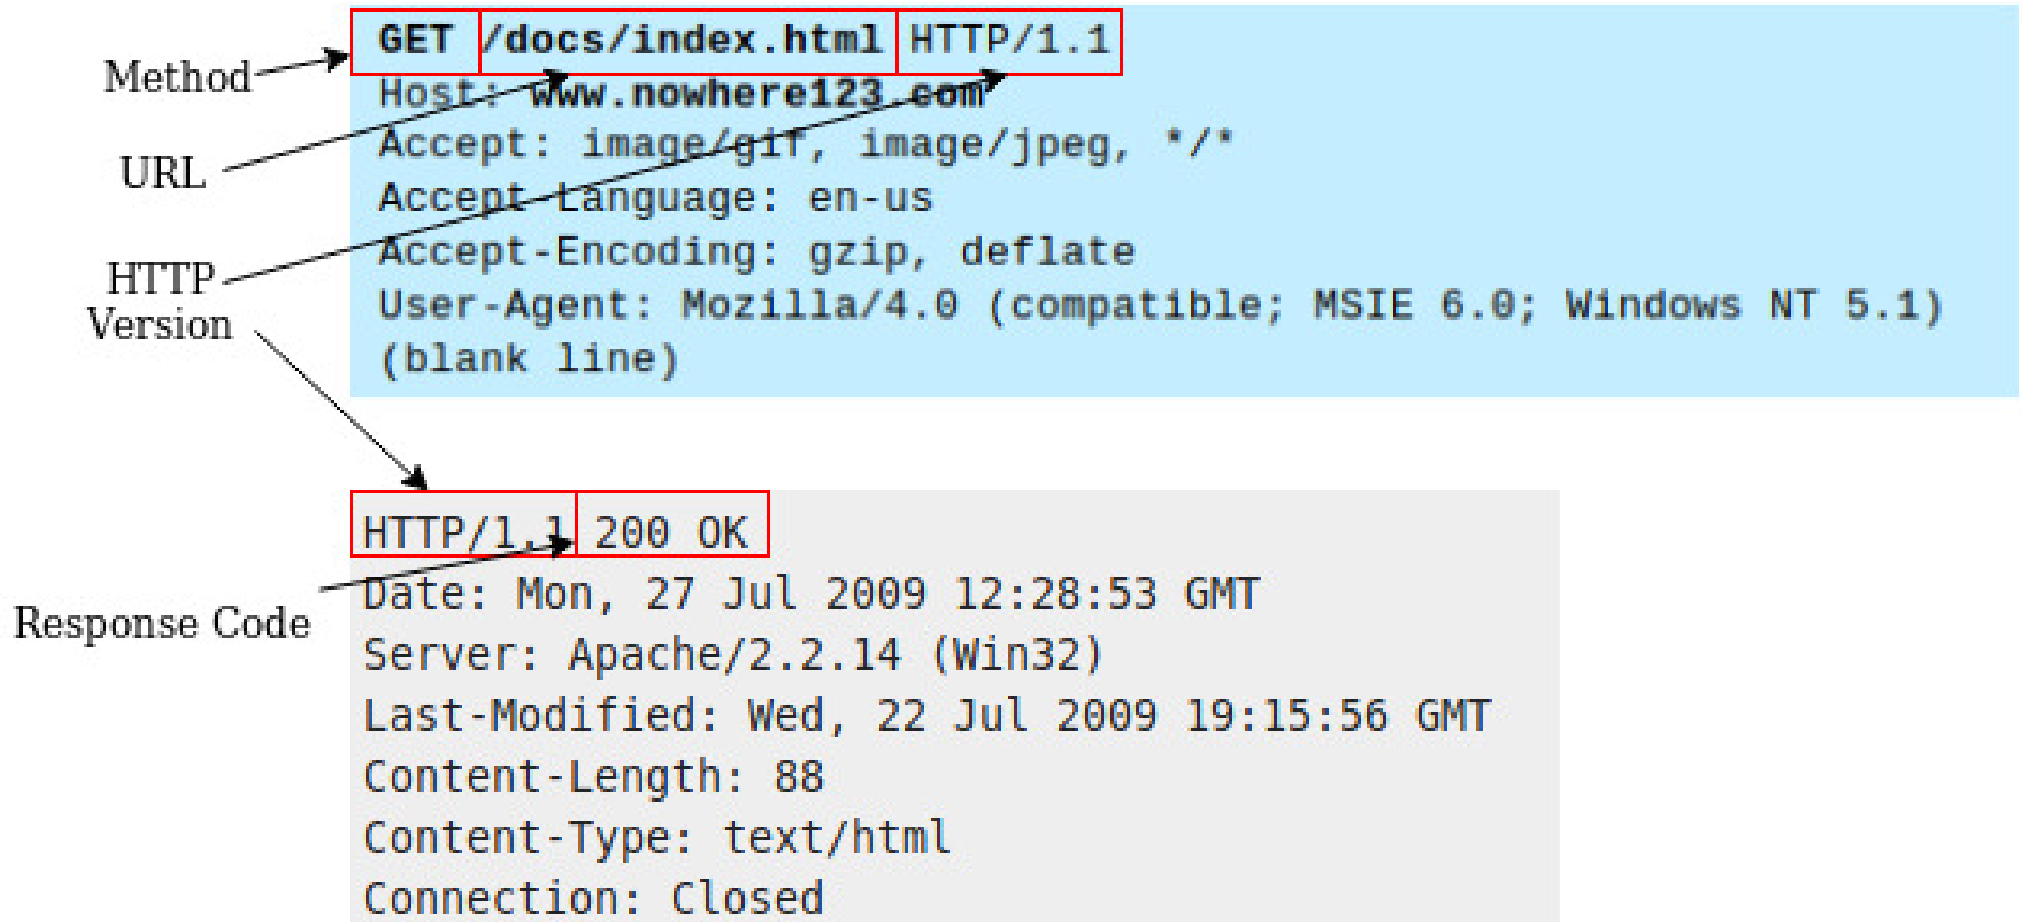 Method
URL
HTTP
Version
GET /docs/index.html HTTP/1.1
Host: www.nowhere123.com
Accept: image/gif, image/jpeg, */*
Accept-Language: en-us
Accept-Encoding: gzip, deflate
User-Agent: Mozilla/4.0 (compatible; MSIE 6.0; Windows NT 5.1)
(blank line)
Response Code
HTTP/1.1 200 OK
Date: Mon, 27 Jul 2009 12:28:53 GMT
Server: Apache/2.2.14 (Win32)
Last-Modified: Wed, 22 Jul 2009 19:15:56 GMT
Content-Length: 88
Content-Type: text/html
Connection: Closed